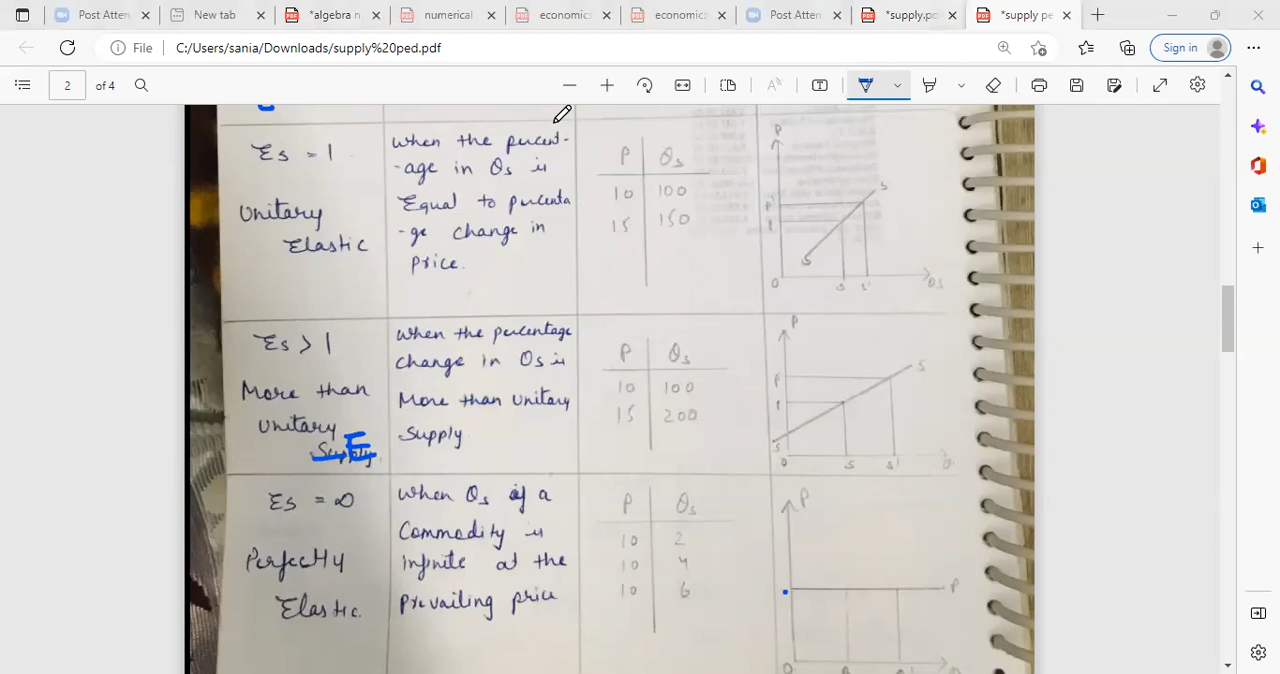 Post Atten
New tab
*algebra n
numerical
economics
economic:
Post Atten
*supply.pc
*supply pe
File
C:/Users/sania/Downloads/supply%20ped.pdf
Sign in
2
of 4
Es = 1
Unitary
Elastic
When the percent-
-age in Qs is
Equal to percenta
-ge change in
price.
P Qs
10 100
15 150
P
S
P'
P
S
O S S' Qs
Es > 1
More than
Unitary
Supply E
When the percentage
change in Qs is
More than Unitary
Supply
P Qs
10 100
15 200
P
S
P'
P
S
O S S'
Es = ∞
Perfectly
Elastic.
When Qs of a
Commodity is
infinite at the
prevailing price
P Qs
10 2
10 4
10 6
P
P
O